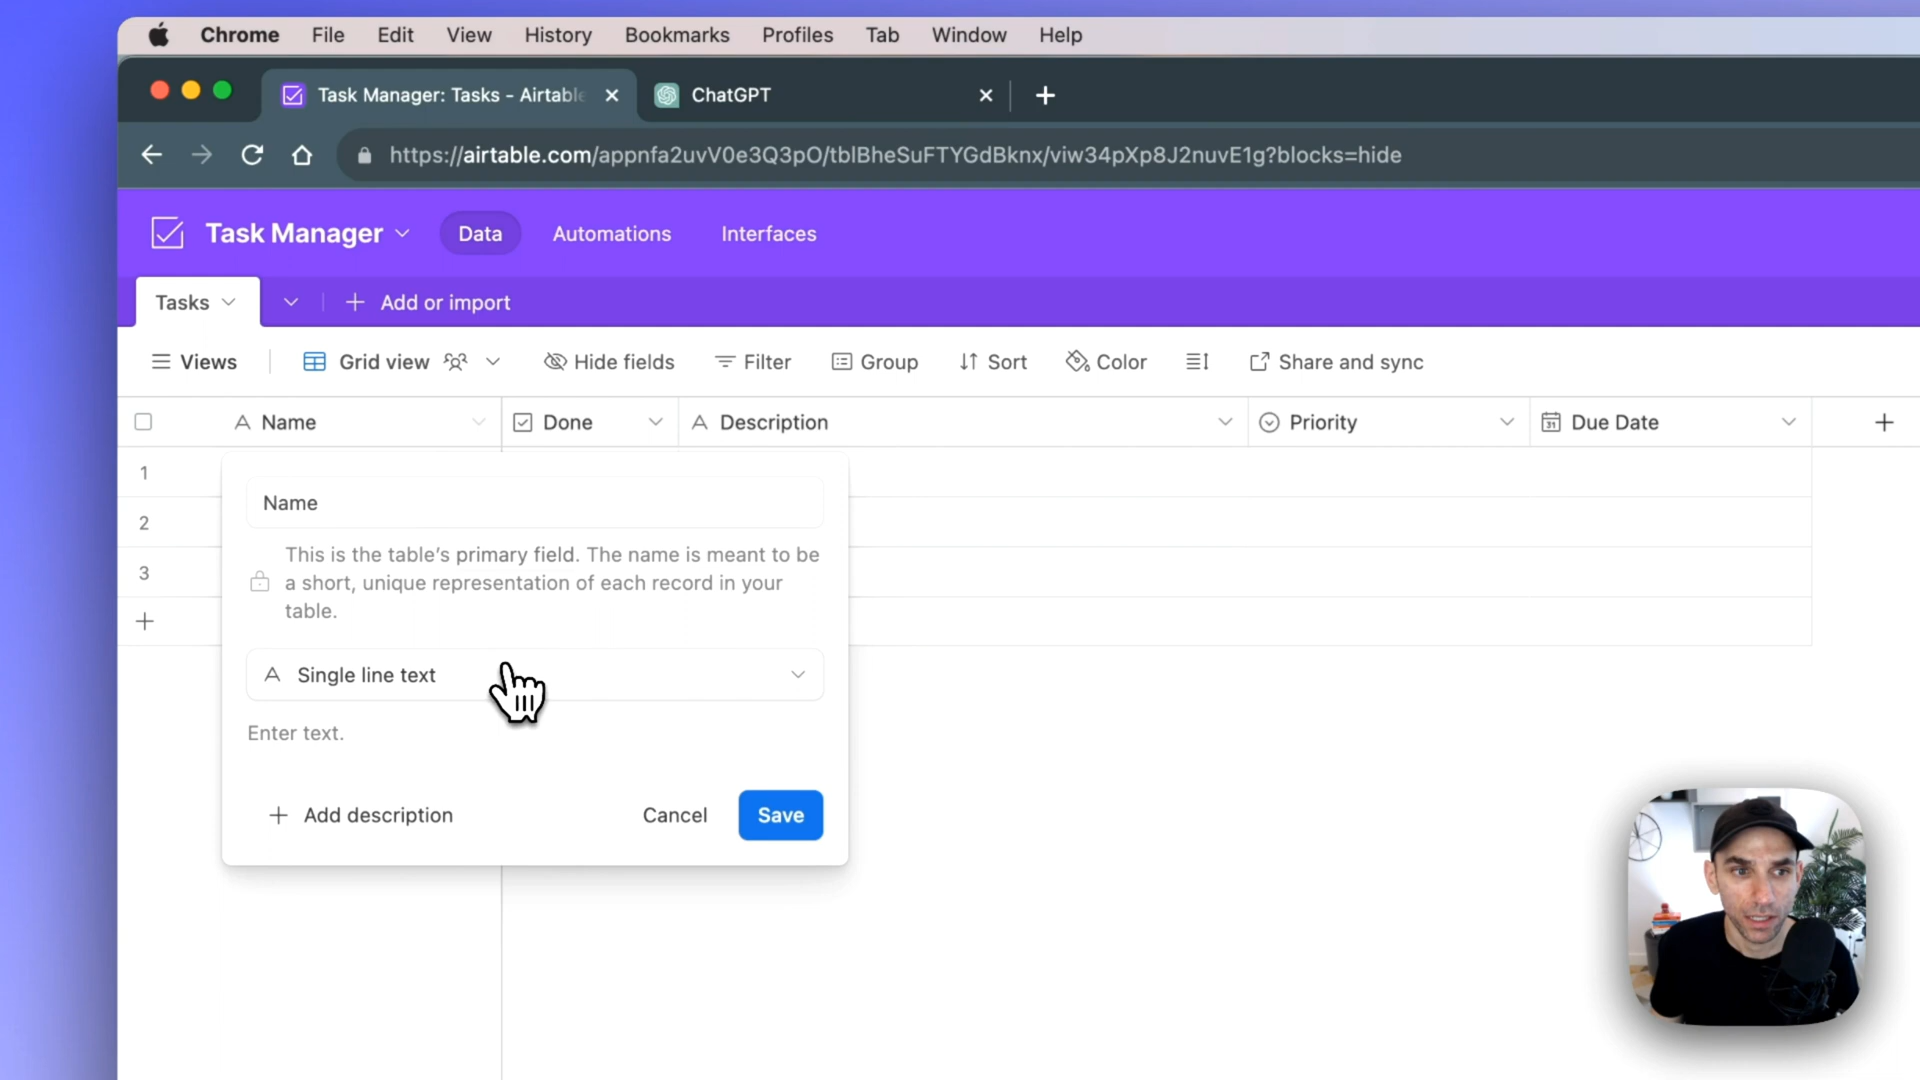 Chrome File Edit View History Bookmarks Profiles Tab Window Help
Task Manager: Tasks - Airtable
ChatGPT
https://airtable.com/appnfa2uvV0e3Q3pO/tblBheSuFTYGdBknx/viw34pXp8J2nuvE1g?blocks=hide
Task Manager Data Automations Interfaces
Tasks Add or import
Views Grid view Hide fields Filter Group Sort Color Share and sync
Name Done Description Priority 31 Due Date
1
2
3
Name
This is the table's primary field. The name is meant to be
a short, unique representation of each record in your
table.
Single line text
Enter text.
Add description Cancel Save